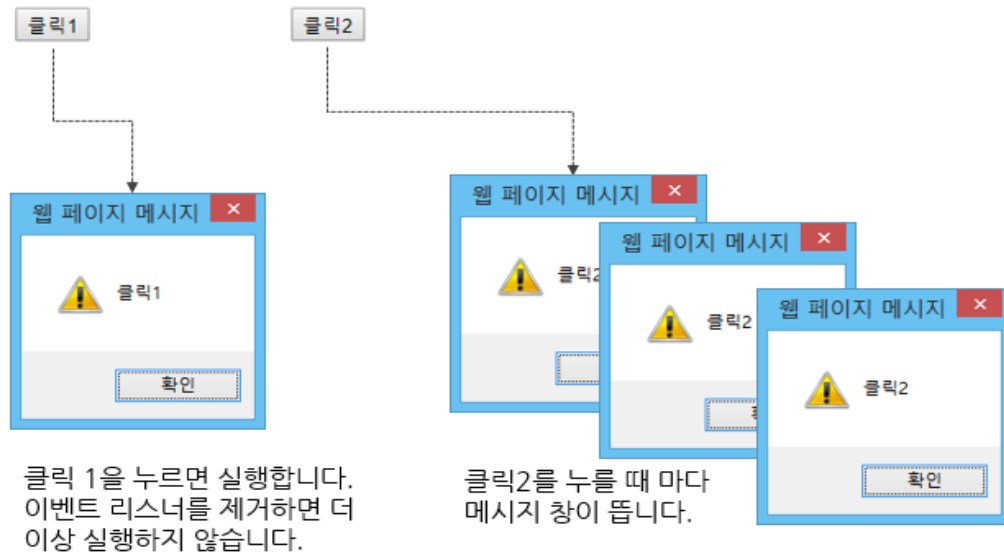 클릭1
클릭2
웹 페이지 메시지
클릭1
확인
클릭 1을 누르면 실행합니다.
이벤트 리스너를 제거하면 더
이상 실행하지 않습니다.
웹 페이지 메시지
클릭2
웹 페이지 메시지
클릭2
웹 페이지 메시지
클릭2
확인
클릭2를 누를 때 마다
메시지 창이 뜹니다.